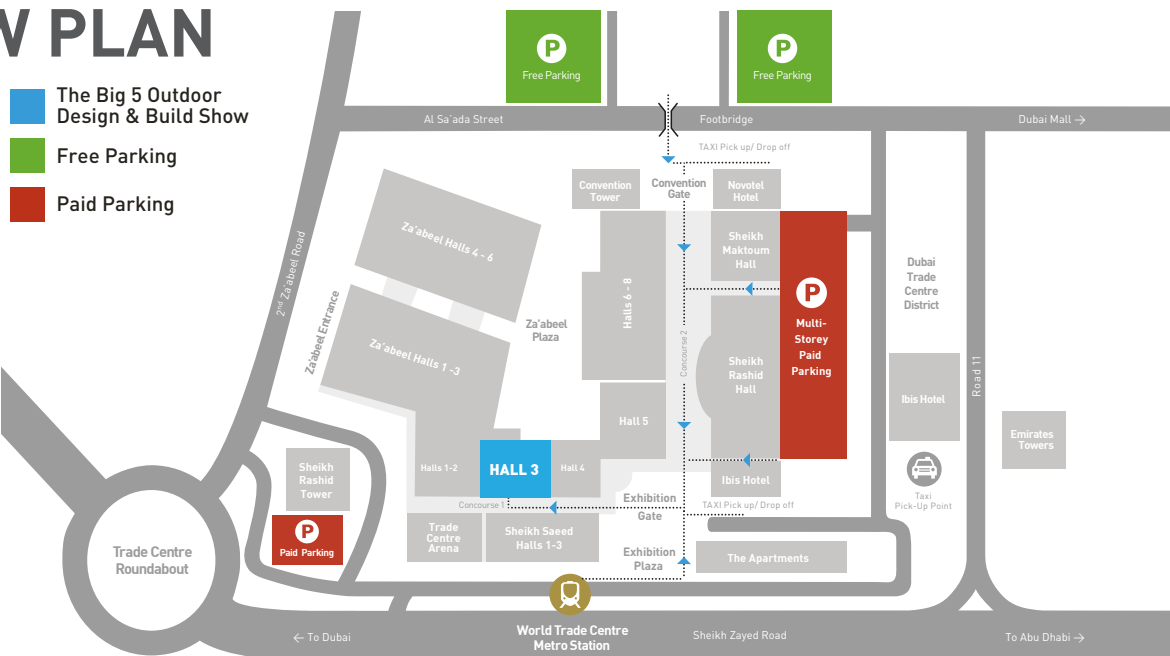 W PLAN
The Big 5 Outdoor
Design & Build Show
Free Parking
Paid Parking
P
Free Parking
P
Free Parking
Al Sa'ada Street
Footbridge
Dubai Mall →
TAXI Pick up/ Drop off
Convention
Tower
Convention
Gate
Novotel
Hotel
Za'abeel Halls 4 - 6
2nd Za'abeel Road
Za'abeel Entrance
Za'abeel Halls 1 -3
Za'abeel
Plaza
Halls 6 - 8
Concourse 2
Sheikh
Maktoum
Hall
Sheikh
Rashid
Hall
P
Multi-
Storey
Paid
Parking
Dubai
Trade
Centre
District
Ibis Hotel
Road 11
Emirates
Towers
Taxi
Pick-Up Point
Hall 5
Halls 1-2
HALL 3
Hall 4
Ibis Hotel
TAXI Pick up/ Drop off
Sheikh
Rashid
Tower
P
Paid Parking
Concourse 1
Exhibition
Gate
Trade
Centre
Arena
Sheikh Saeed
Halls 1-3
Exhibition
Plaza
The Apartments
Trade Centre
Roundabout
← To Dubai
World Trade Centre
Metro Station
Sheikh Zayed Road
To Abu Dhabi →